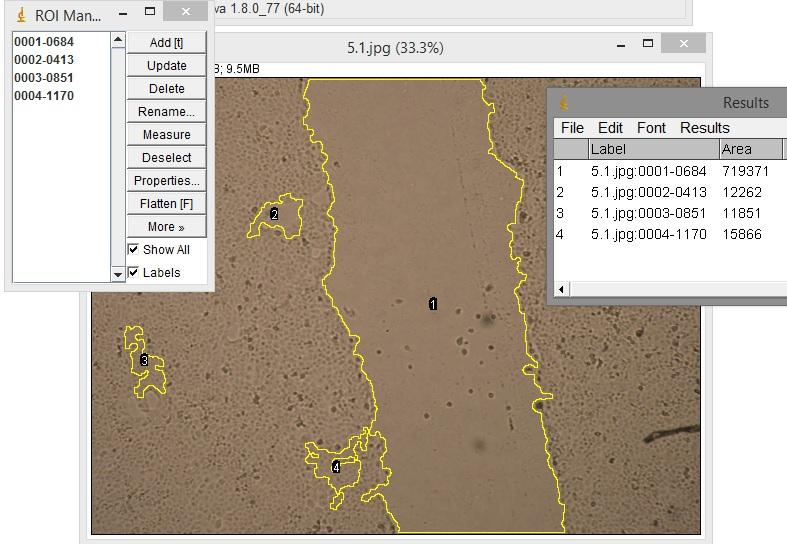 va 1.8.0_77 (64-bit)
ROI Man...
0001-0684
0002-0413
0003-0851
0004-1170
Add [t]
Update
Delete
Rename...
Measure
Deselect
Properties...
Flatten [F]
More »
Show All
Labels
5.1.jpg (33.3%)
B; 9.5MB
2
1
3
4
Results
File Edit Font Results
Label Area
1 5.1.jpg:0001-0684 719371
2 5.1.jpg:0002-0413 12262
3 5.1.jpg:0003-0851 11851
4 5.1.jpg:0004-1170 15866